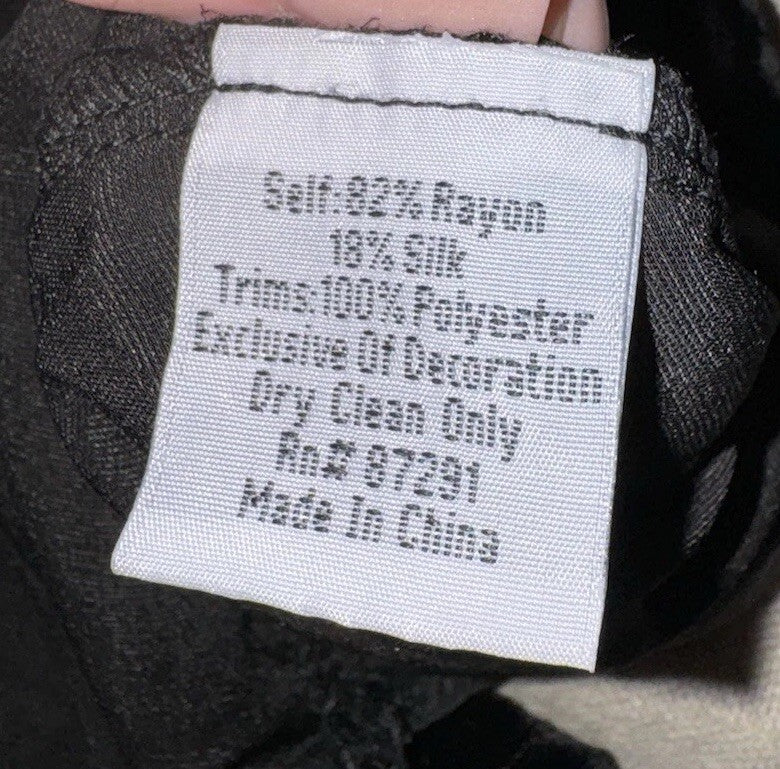 Self:82% Rayon
18% Silk
Trims:100% Polyester
Exclusive Of Decoration
Dry Clean Only
Rn# 87291
Made In China